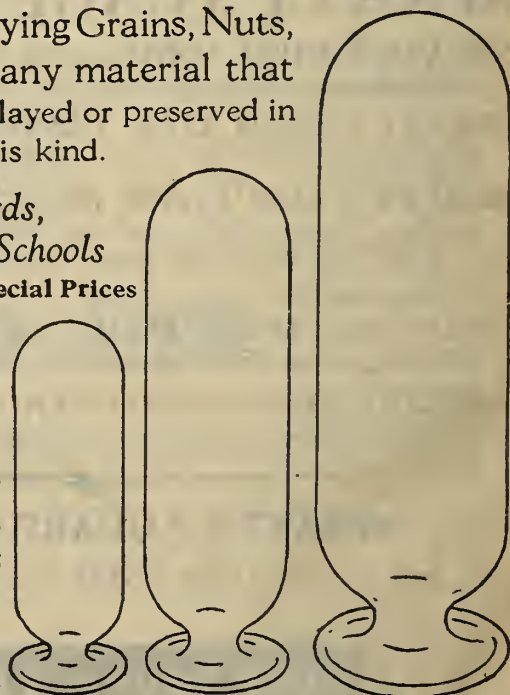 ying Grains, Nuts,
any material that
layed or preserved in
is kind.
rds,
Schools
ecial Prices